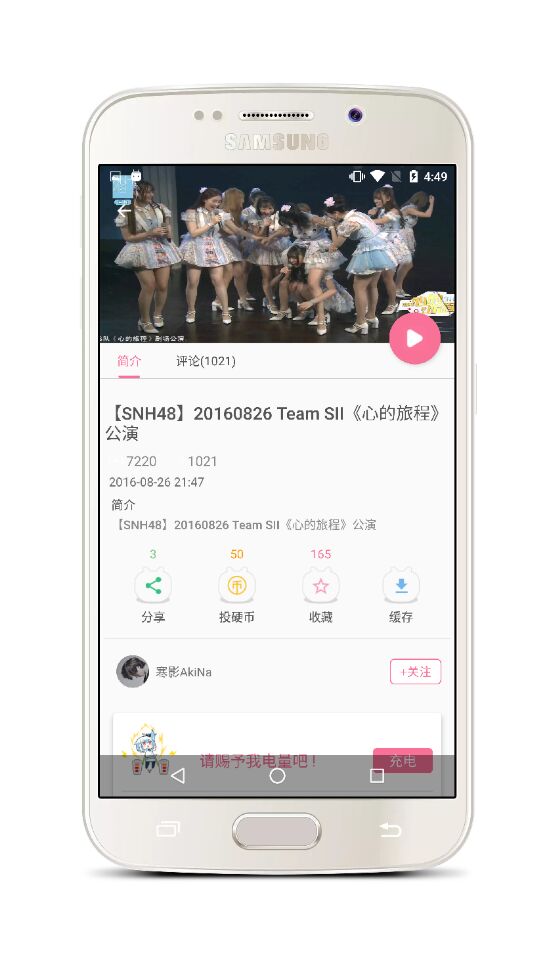 SAMSUNG
4:49
S队《心的旅程》剧场公演
简介
评论(1021)
【SNH48】20160826 Team SII《心的旅程》
公演
7220 1021
2016-08-26 21:47
简介
【SNH48】20160826 Team SII《心的旅程》公演
3 50 165
币
分享 投硬币 收藏 缓存
寒影AkiNa
+关注
请赐予我电量吧！
充电